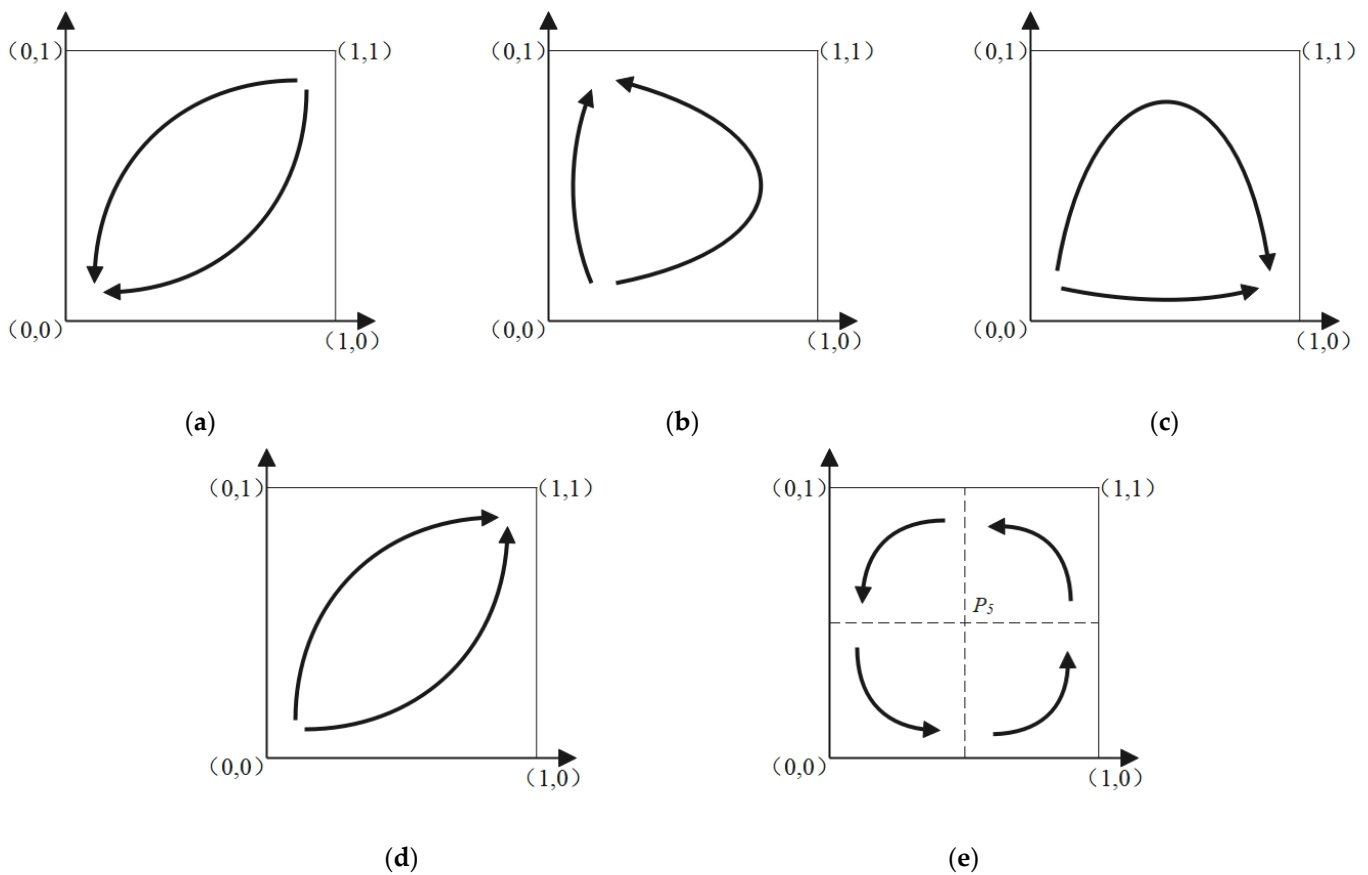 (0,1) (1,1) (0,1) (1,1) (0,1) (1,1)
(0,0) (1,0) (0,0) (1,0) (0,0) (1,0)
(a) (b) (c)
(0,1) (1,1) (0,1) (1,1)
P5
(0,0) (1,0) (0,0) (1,0)
(d) (e)